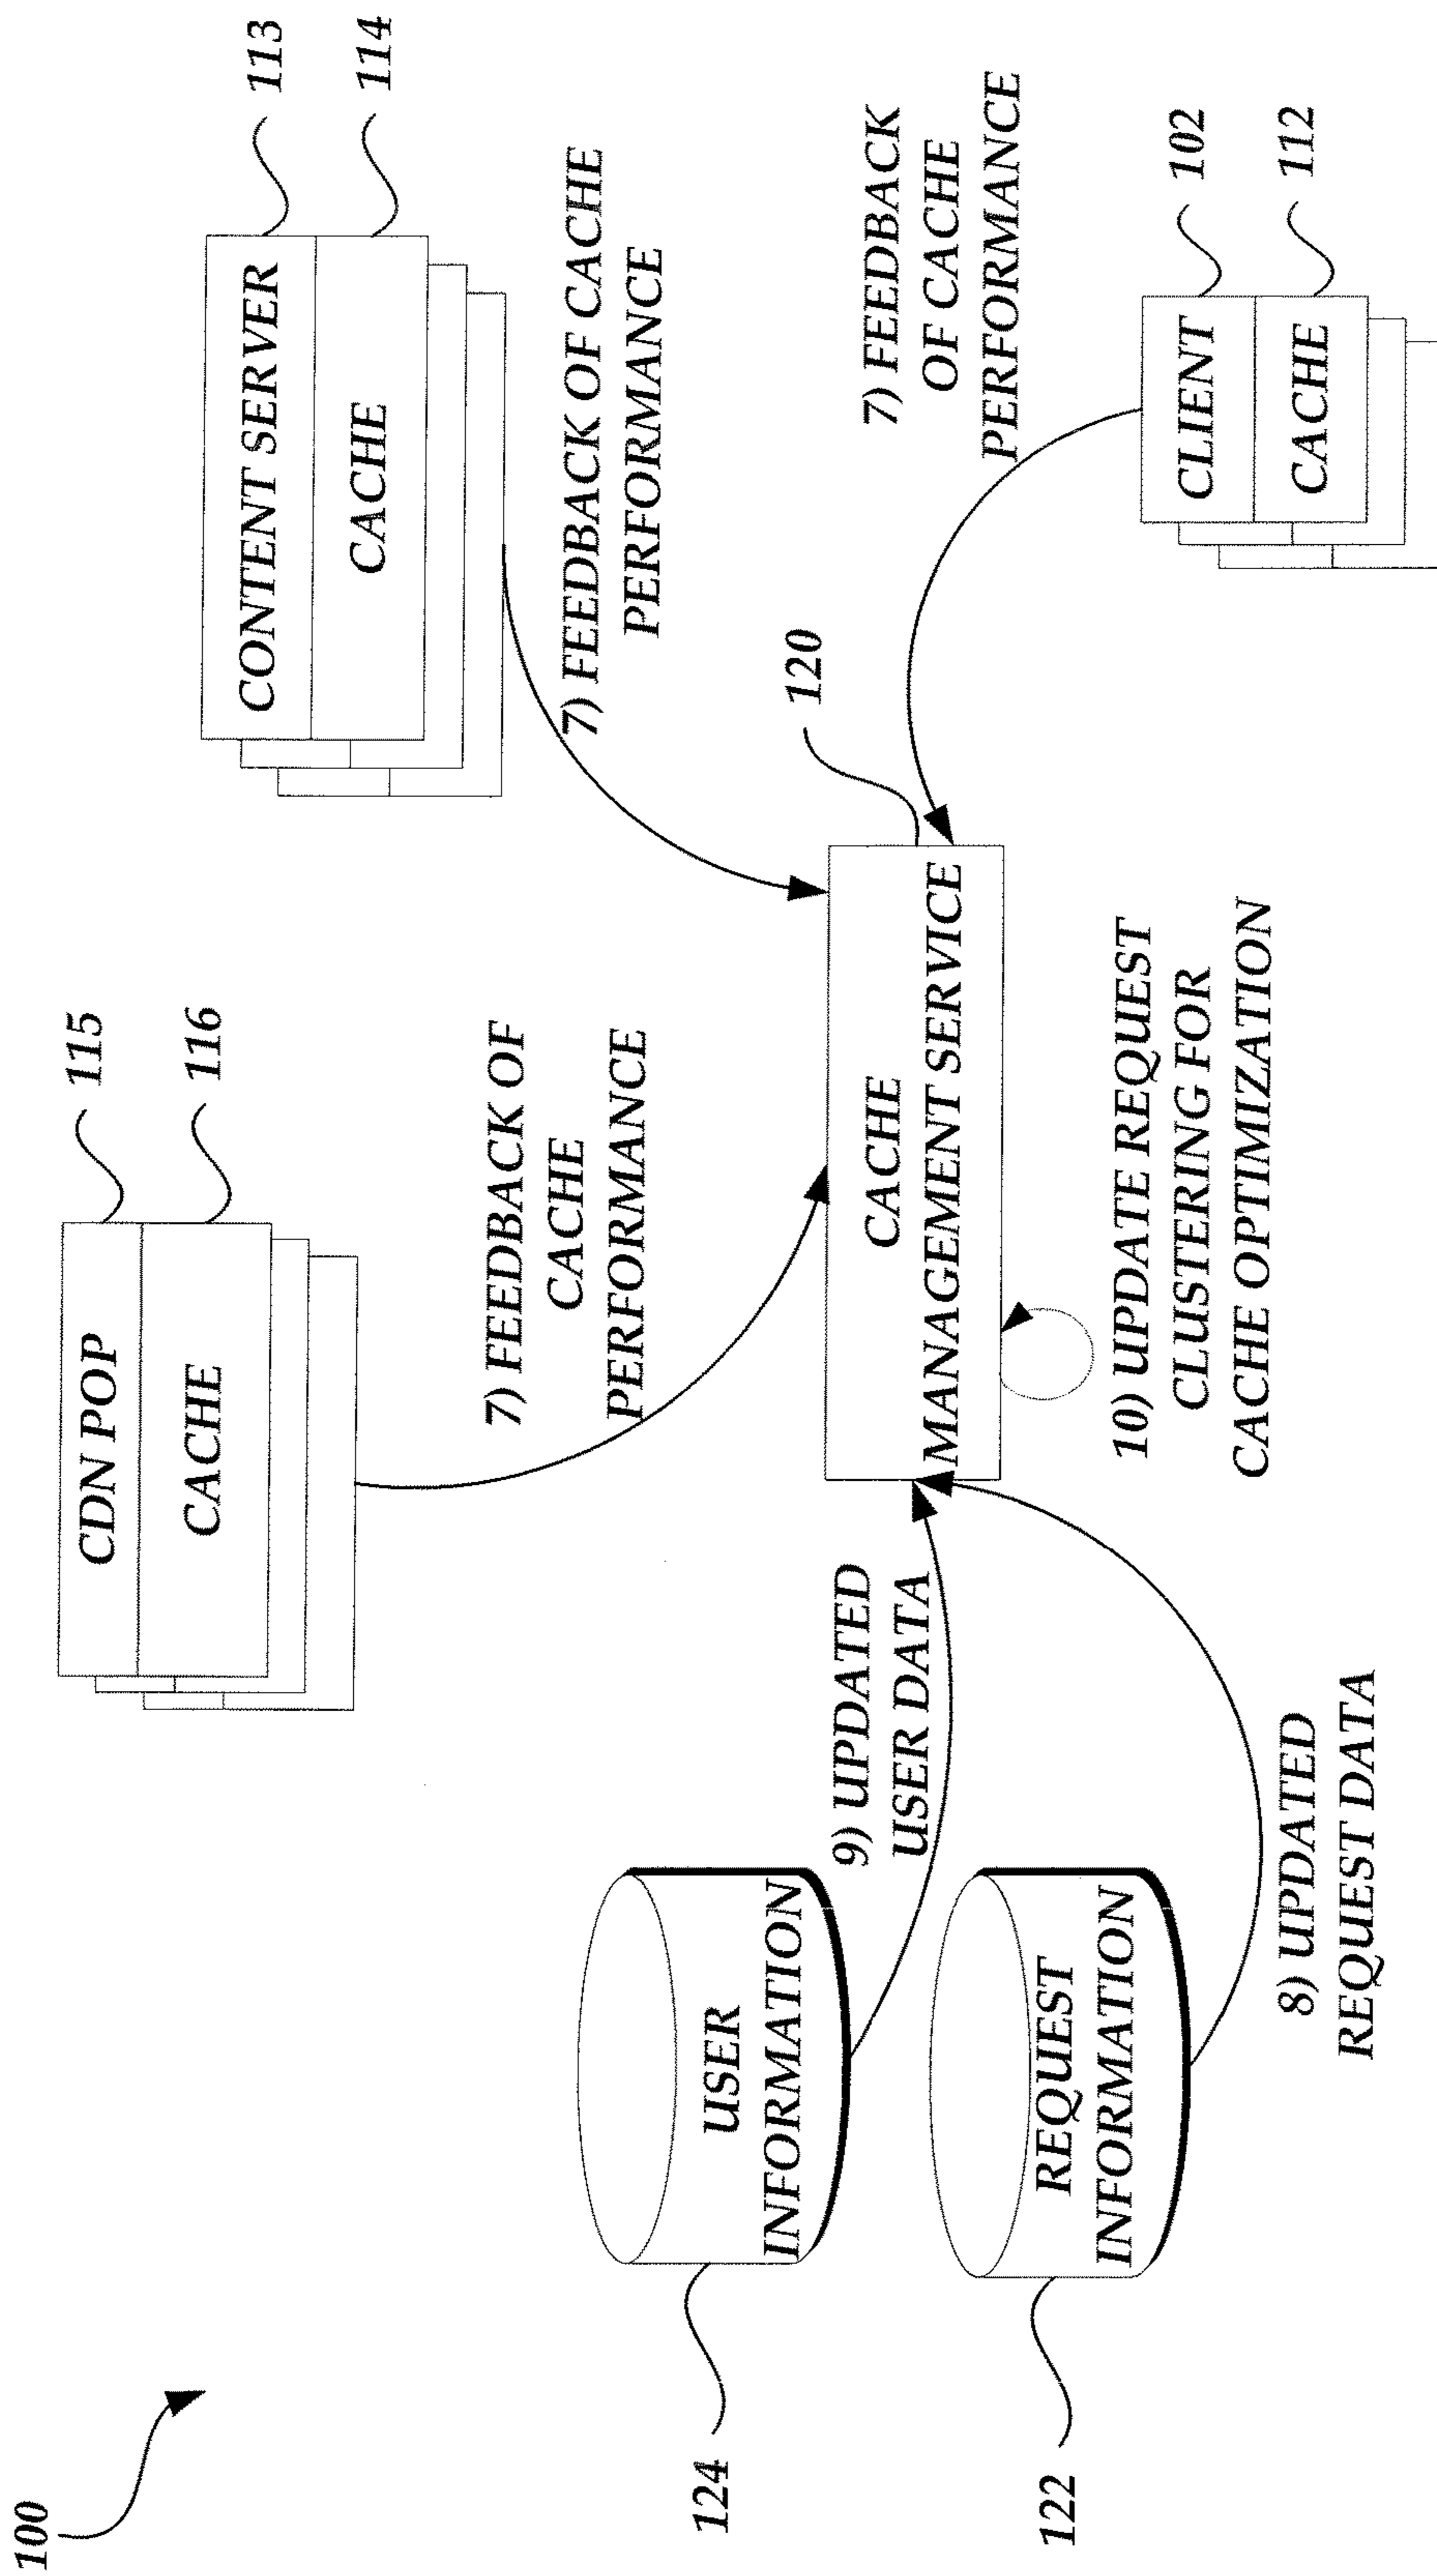 100
CDN POP
CACHE
115
116
CONTENT SERVER
CACHE
113
114
7) FEEDBACK OF
CACHE
PERFORMANCE
7) FEEDBACK OF CACHE
PERFORMANCE
USER
INFORMATION
124
9) UPDATED
USER DATA
CACHE
MANAGEMENT SERVICE
120
7) FEEDBACK
OF CACHE
PERFORMANCE
REQUEST
INFORMATION
122
8) UPDATED
REQUEST DATA
10) UPDATE REQUEST
CLUSTERING FOR
CACHE OPTIMIZATION
CLIENT
CACHE
102
112